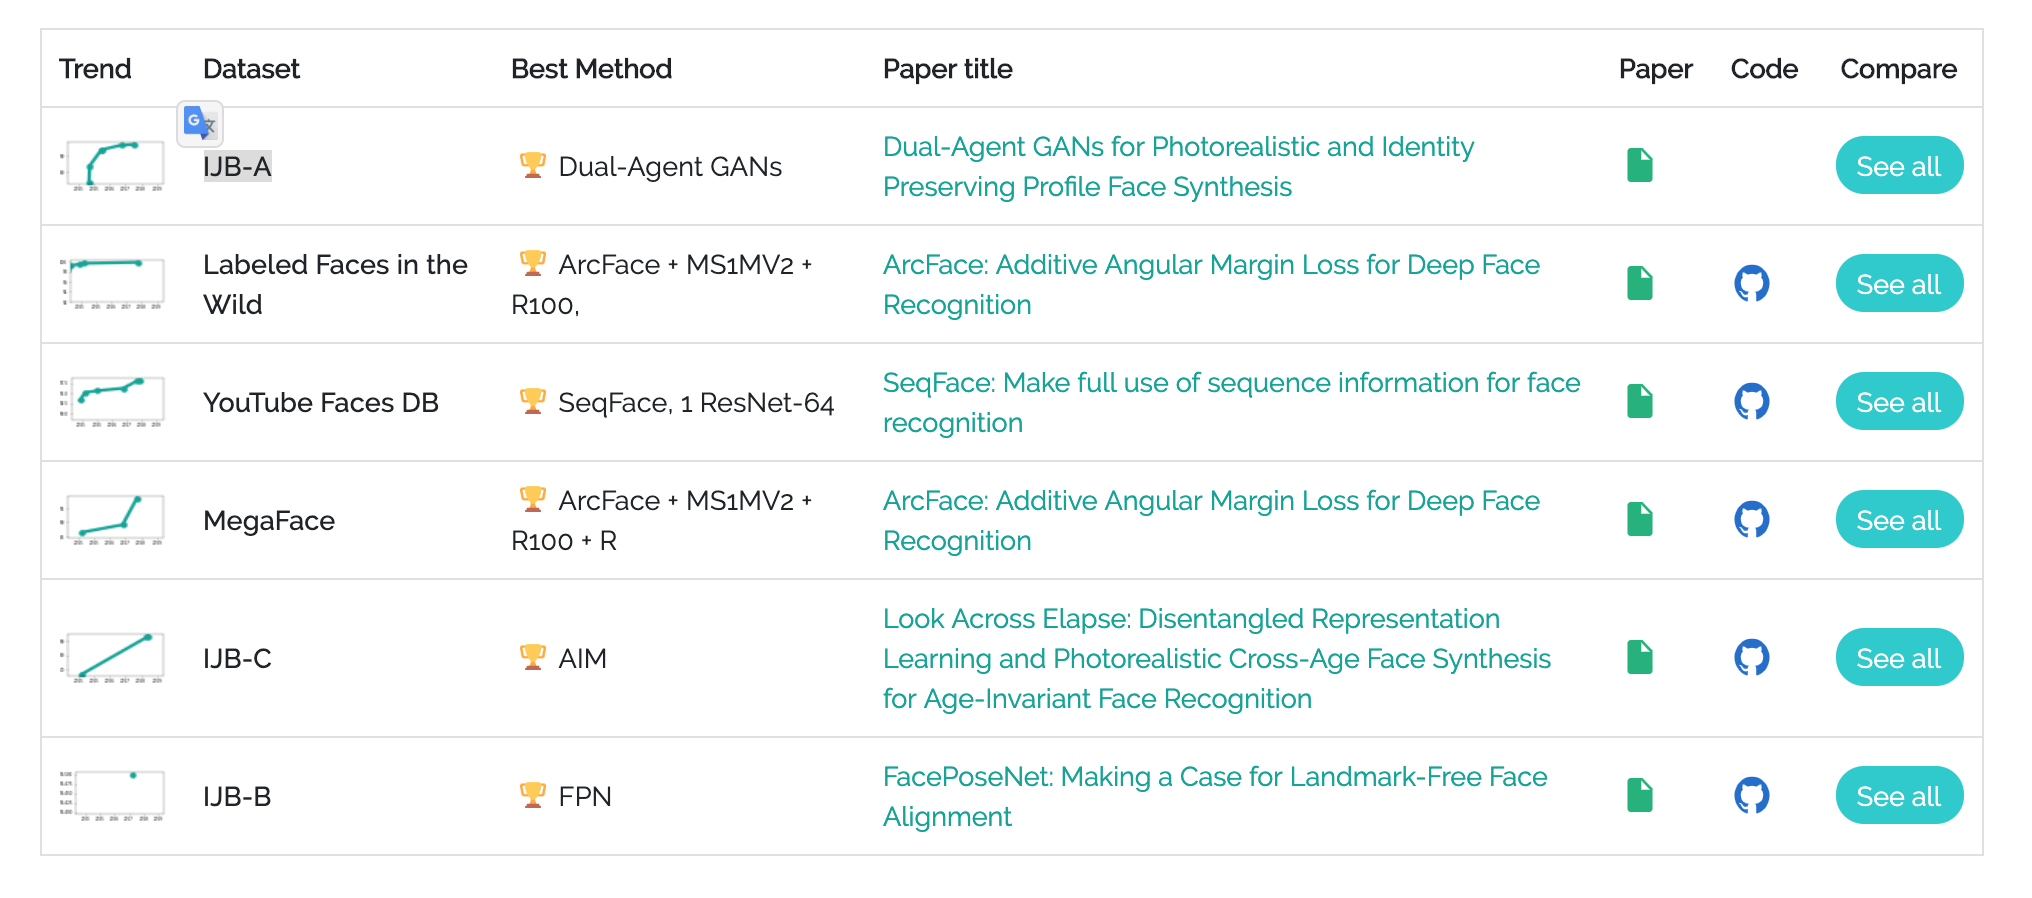 Trend Dataset Best Method Paper title Paper Code Compare
IJB-A
🏆 Dual-Agent GANs
Dual-Agent GANs for Photorealistic and Identity
Preserving Profile Face Synthesis
See all
Labeled Faces in the
Wild
🏆 ArcFace + MS1MV2 +
R100,
ArcFace: Additive Angular Margin Loss for Deep Face
Recognition
See all
YouTube Faces DB
🏆 SeqFace, 1 ResNet-64
SeqFace: Make full use of sequence information for face
recognition
See all
MegaFace
🏆 ArcFace + MS1MV2 +
R100 + R
ArcFace: Additive Angular Margin Loss for Deep Face
Recognition
See all
IJB-C
🏆 AIM
Look Across Elapse: Disentangled Representation
Learning and Photorealistic Cross-Age Face Synthesis
for Age-Invariant Face Recognition
See all
IJB-B
🏆 FPN
FacePoseNet: Making a Case for Landmark-Free Face
Alignment
See all